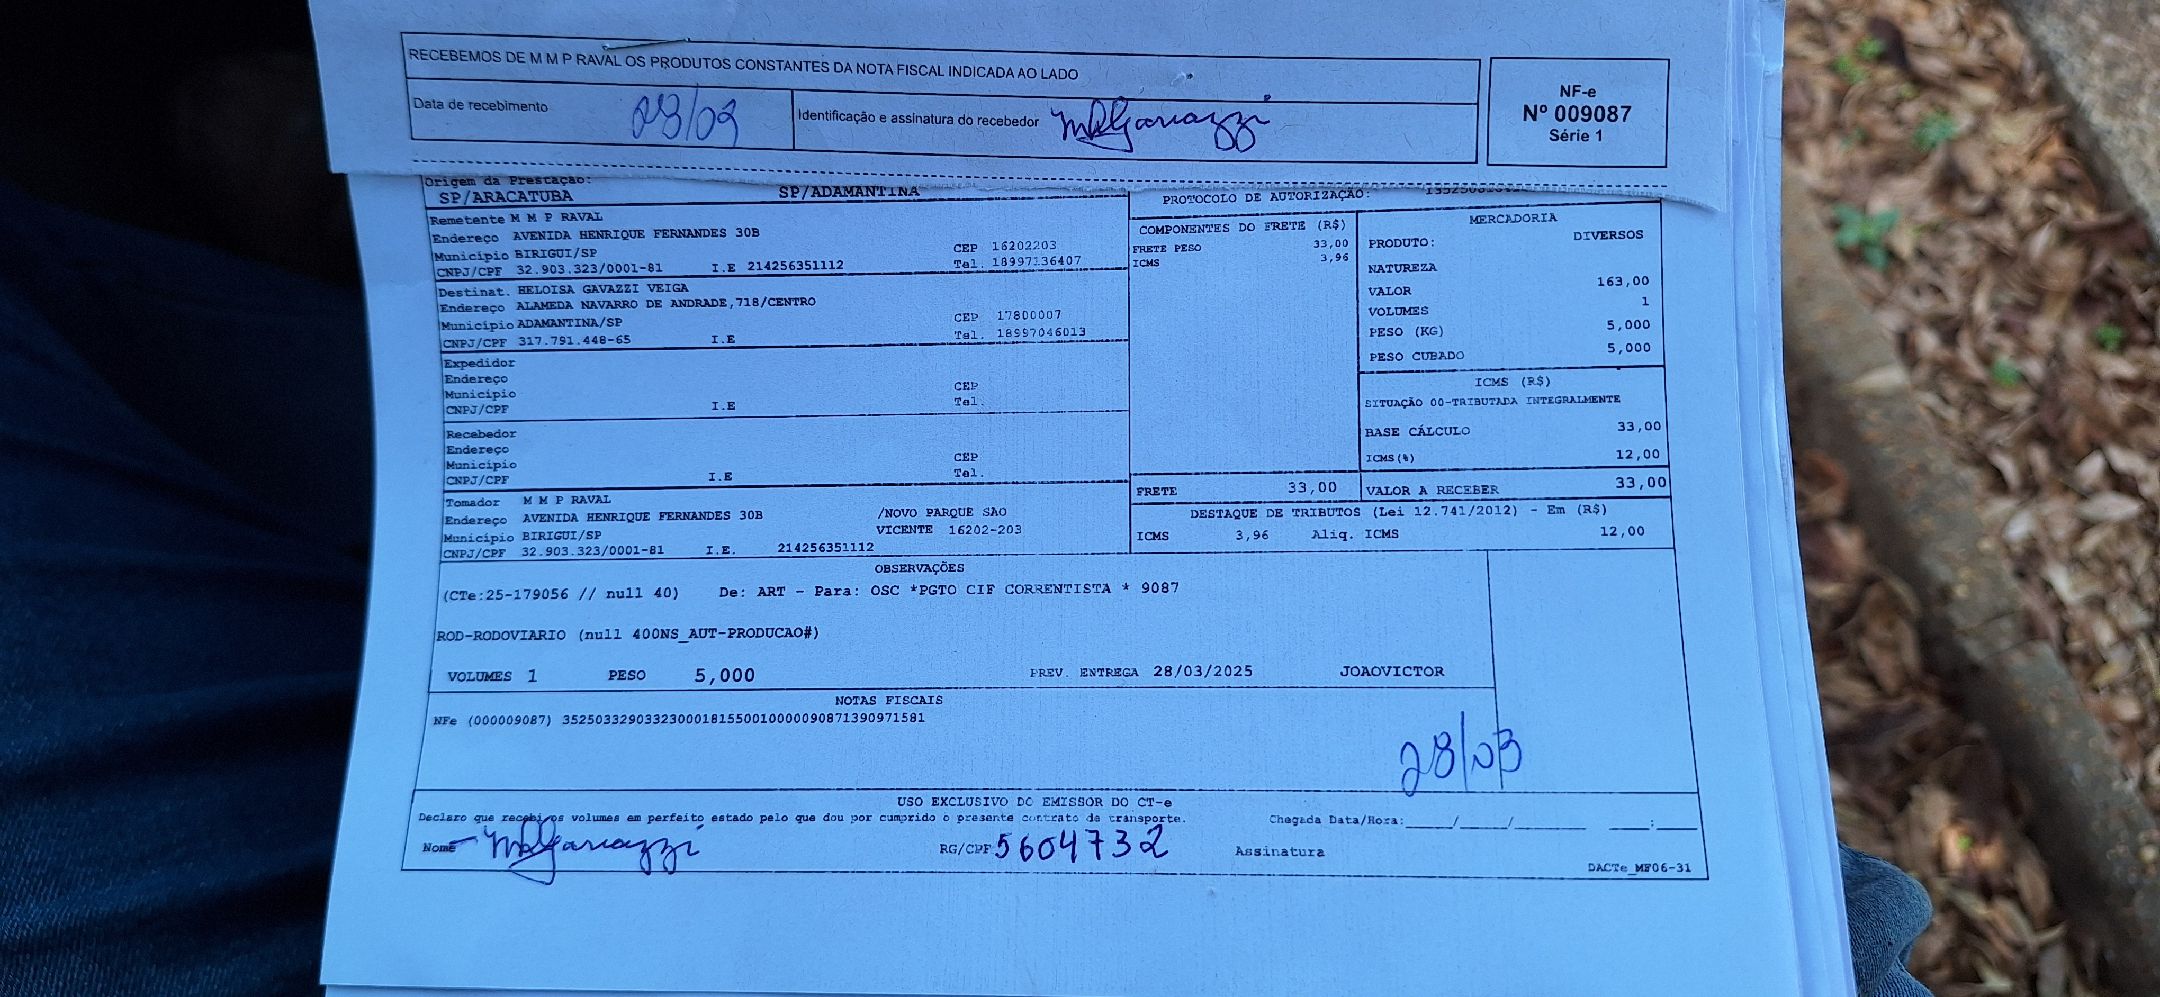 RECEBEMOS DE M M P RAVAL OS PRODUTOS CONSTANTES DA NOTA FISCAL INDICADA AO LADO
Data de recebimento 28/03
Identificação e assinatura do recebedor
NF-e
Nº 009087
Série 1
Origem da Prestação:
SP/ARACATUBA SP/ADAMANTINA
PROTOCOLO DE AUTORIZAÇÃO:
Remetente M M P RAVAL
Endereço AVENIDA HENRIQUE FERNANDES 30B
Município BIRIGUI/SP CEP 16202203
CNPJ/CPF 32.903.323/0001-81 I.E 214256351112 Tel. 18997136407
Destinat. HELOISA GAVAZZI VEIGA
Endereço ALAMEDA NAVARRO DE ANDRADE,718/CENTRO
Município ADAMANTINA/SP CEP 17800007
CNPJ/CPF 317.791.448-65 I.E Tel. 18997046013
Expedidor
Endereço
Município CEP
CNPJ/CPF I.E Tel.
Recebedor
Endereço
Município CEP
CNPJ/CPF I.E Tel.
Tomador M M P RAVAL
Endereço AVENIDA HENRIQUE FERNANDES 30B /NOVO PARQUE SAO
Município BIRIGUI/SP VICENTE 16202-203
CNPJ/CPF 32.903.323/0001-81 I.E. 214256351112
COMPONENTES DO FRETE (R$)
FRETE PESO 33,00
ICMS 3,96
MERCADORIA
PRODUTO: DIVERSOS
NATUREZA
VALOR 163,00
VOLUMES 1
PESO (KG) 5,000
PESO CUBADO 5,000
ICMS (R$)
SITUAÇÃO 00-TRIBUTADA INTEGRALMENTE
BASE CÁLCULO 33,00
ICMS(%) 12,00
FRETE 33,00 VALOR A RECEBER 33,00
DESTAQUE DE TRIBUTOS (Lei 12.741/2012) - Em (R$)
ICMS 3,96 Aliq. ICMS 12,00
OBSERVAÇÕES
(CTe:25-179056 // null 40) De: ART - Para: OSC *PGTO CIF CORRENTISTA * 9087
ROD-RODOVIARIO (null 400NS_AUT-PRODUCAO#)
VOLUMES 1 PESO 5,000 PREV. ENTREGA 28/03/2025 JOAOVICTOR
NOTAS FISCAIS
NFe (000009087) 35250332903323000181550010000090871390971581
28/03
USO EXCLUSIVO DO EMISSOR DO CT-e
Declaro que recebi os volumes em perfeito estado pelo que dou por cumprido o presente contrato de transporte. Chegada Data/Hora:____/____/______ ___:___
Nome RG/CPF 5604732 Assinatura
DACTe_MF06-31